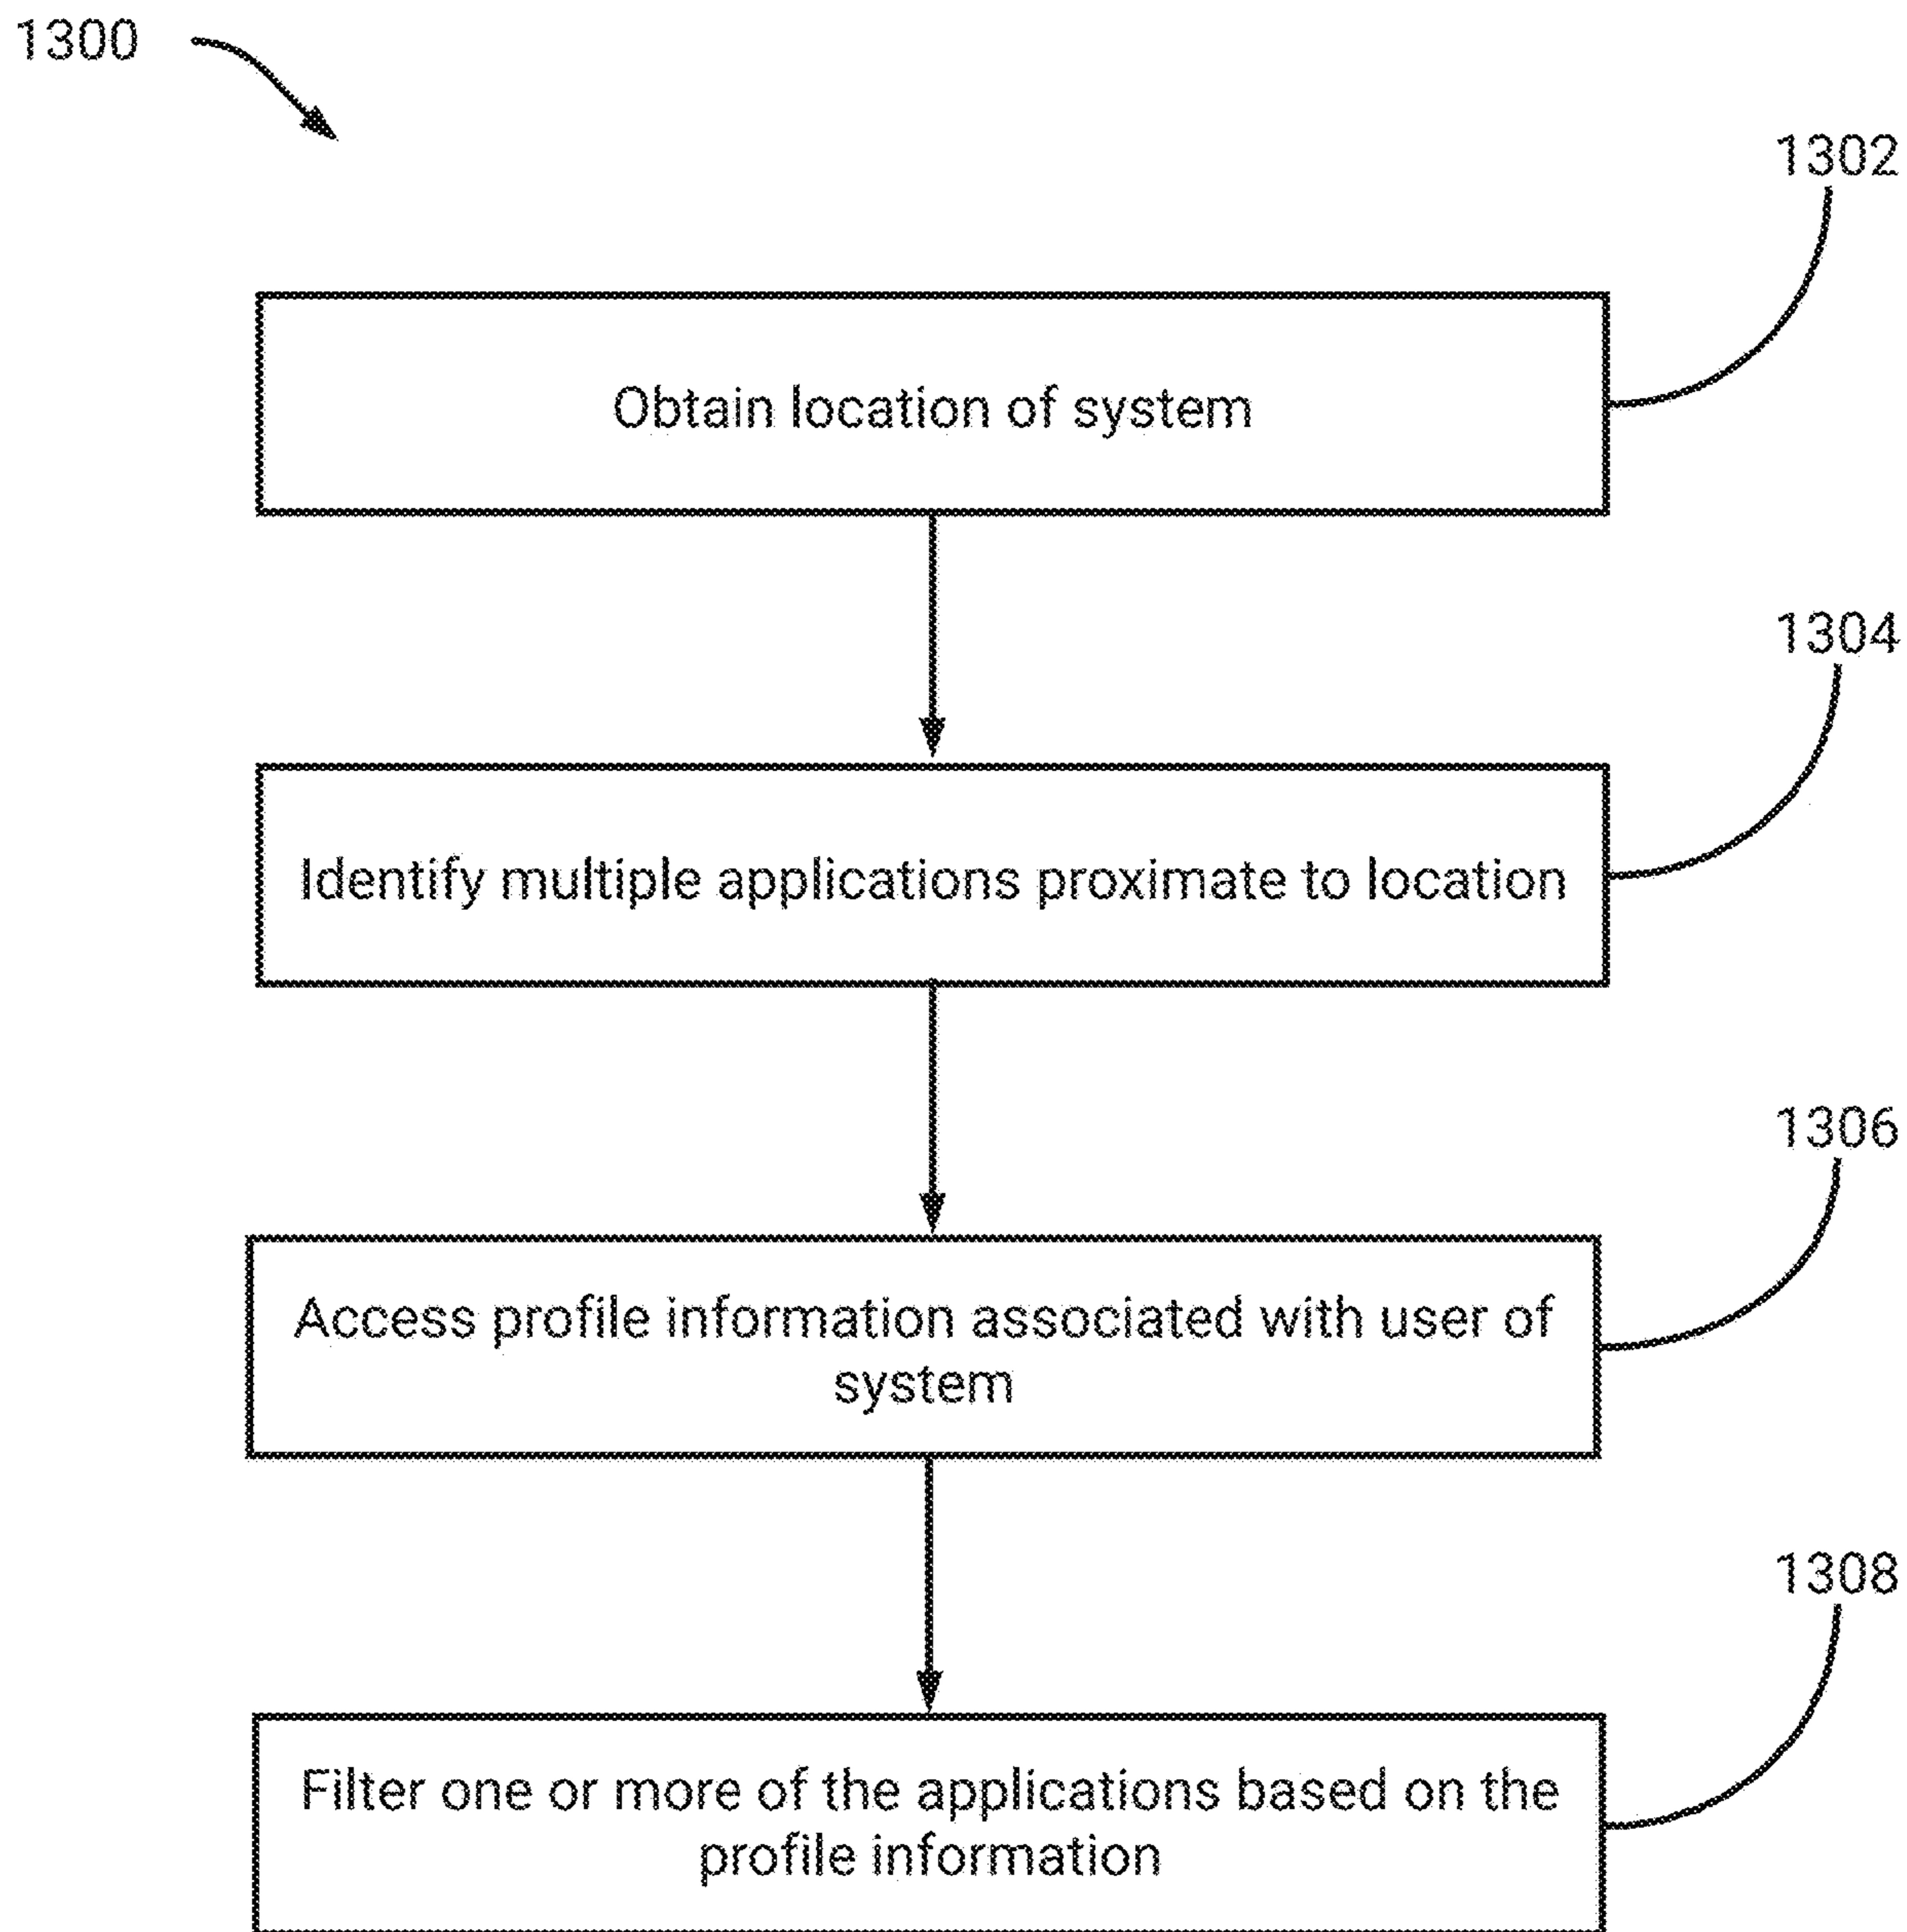 1300
1302
Obtain location of system
1304
Identify multiple applications proximate to location
1306
Access profile information associated with user of
system
1308
Filter one or more of the applications based on the
profile information